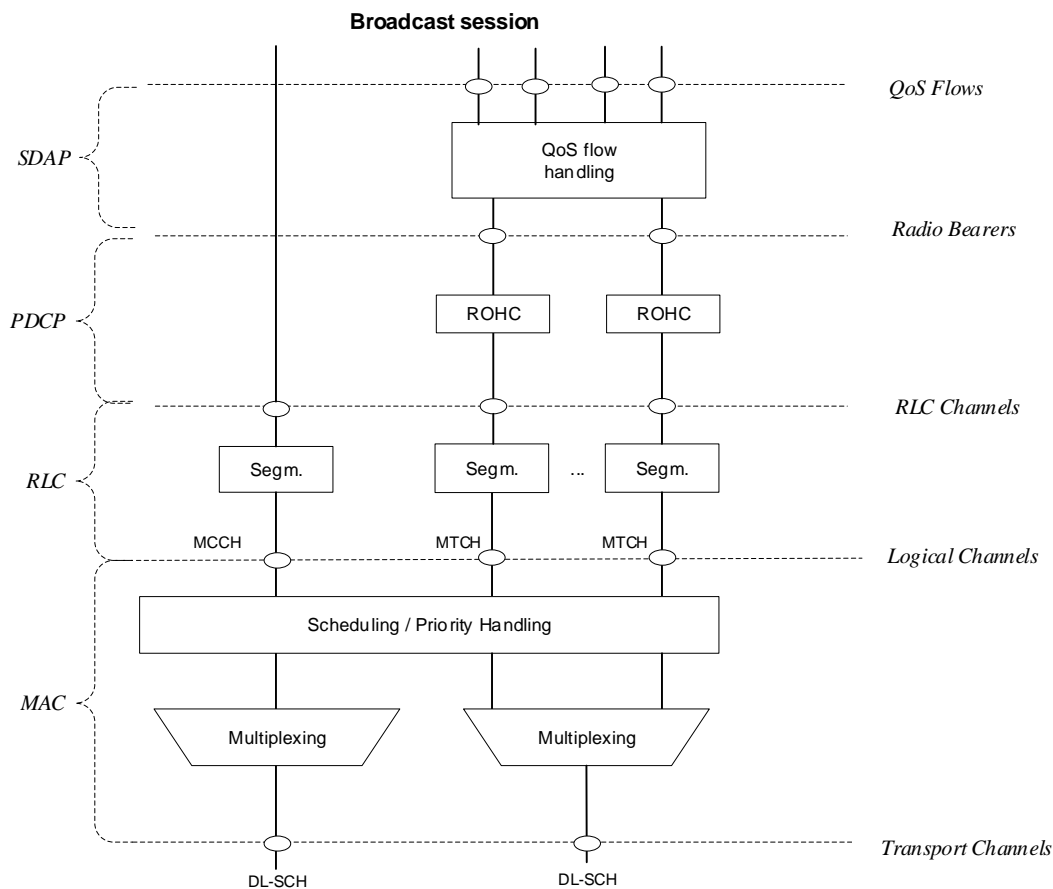 Broadcast session
QoS Flows
QoS flow
handling
SDAP
Radio Bearers
ROHC
ROHC
PDCP
RLC Channels
Segm.
Segm.
...
Segm.
RLC
MCCH
MTCH
MTCH
Logical Channels
Scheduling / Priority Handling
MAC
Multiplexing
Multiplexing
Transport Channels
DL-SCH
DL-SCH